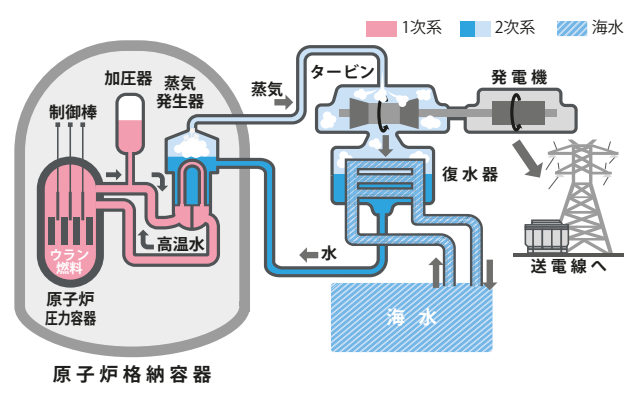 1次系
2次系
海水
加圧器
蒸気
発生器
制御棒
蒸気
タービン
発電機
復水器
ウラン
燃料
高温水
水
原子炉
圧力容器
送電線へ
海水
原子炉格納容器